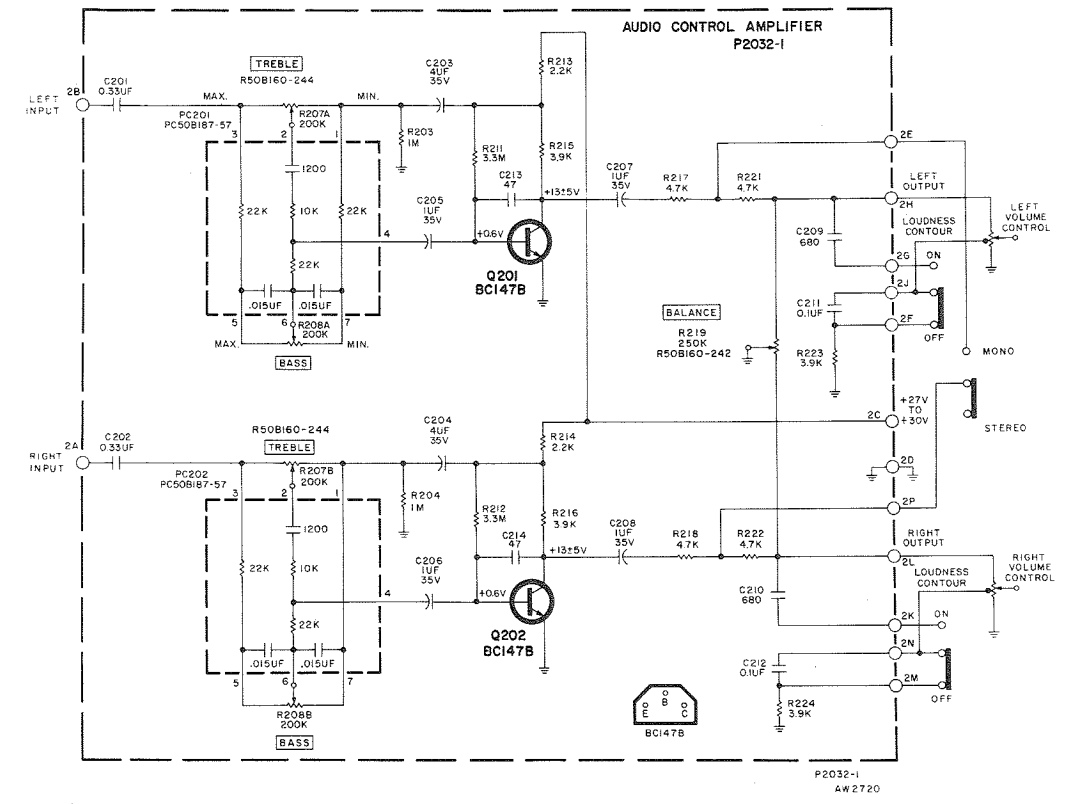 AUDIO CONTROL AMPLIFIER
P2032-1
TREBLE
R50B160-244
C201
0.33UF
2B
LEFT
INPUT
MAX.
MIN.
PC201
PC50B187-57
R207A
200K
3
2
1
1200
22K
10K
22K
4
22K
.015UF
.015UF
5
6
7
R208A
200K
MAX.
MIN.
BASS
C203
4UF
35V
R203
1M
R211
3.3M
R213
2.2K
R215
3.9K
C213
47
C205
1UF
35V
+0.6V
+13±5V
Q201
BC147B
C207
1UF
35V
R217
4.7K
R221
4.7K
2E
LEFT
OUTPUT
2H
LEFT
VOLUME
CONTROL
LOUDNESS
CONTOUR
C209
680
2G
ON
2J
C211
0.1UF
2F
OFF
R223
3.9K
BALANCE
R219
250K
R50B160-242
MONO
STEREO
2C
+27V
TO
+30V
2D
2P
R50B160-244
TREBLE
C202
0.33UF
2A
RIGHT
INPUT
PC202
PC50B187-57
R207B
200K
3
2
1
1200
22K
10K
4
22K
.015UF
.015UF
5
6
7
R208B
200K
BASS
C204
4UF
35V
R204
1M
R212
3.3M
R214
2.2K
R216
3.9K
C214
47
C206
1UF
35V
+0.6V
+13±5V
Q202
BC147B
C208
1UF
35V
R218
4.7K
R222
4.7K
RIGHT
OUTPUT
2L
RIGHT
VOLUME
CONTROL
LOUDNESS
CONTOUR
C210
680
2K
ON
2N
C212
0.1UF
2M
OFF
R224
3.9K
B
E
C
BC147B
P2032-1
AW2720